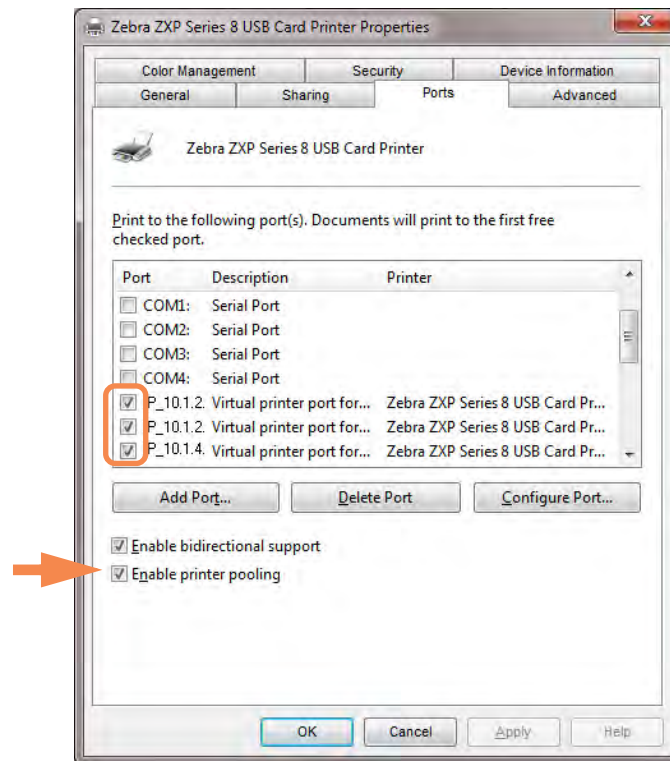 Zebra ZXP Series 8 USB Card Printer Properties
Color Management Security Device Information
General Sharing Ports Advanced
Zebra ZXP Series 8 USB Card Printer
Print to the following port(s). Documents will print to the first free
checked port.
Port Description Printer
COM1: Serial Port
COM2: Serial Port
COM3: Serial Port
COM4: Serial Port
P_10.1.2. Virtual printer port for... Zebra ZXP Series 8 USB Card Pr...
P_10.1.2. Virtual printer port for... Zebra ZXP Series 8 USB Card Pr...
P_10.1.4. Virtual printer port for... Zebra ZXP Series 8 USB Card Pr...
Add Port... Delete Port Configure Port...
Enable bidirectional support
Enable printer pooling
OK Cancel Apply Help